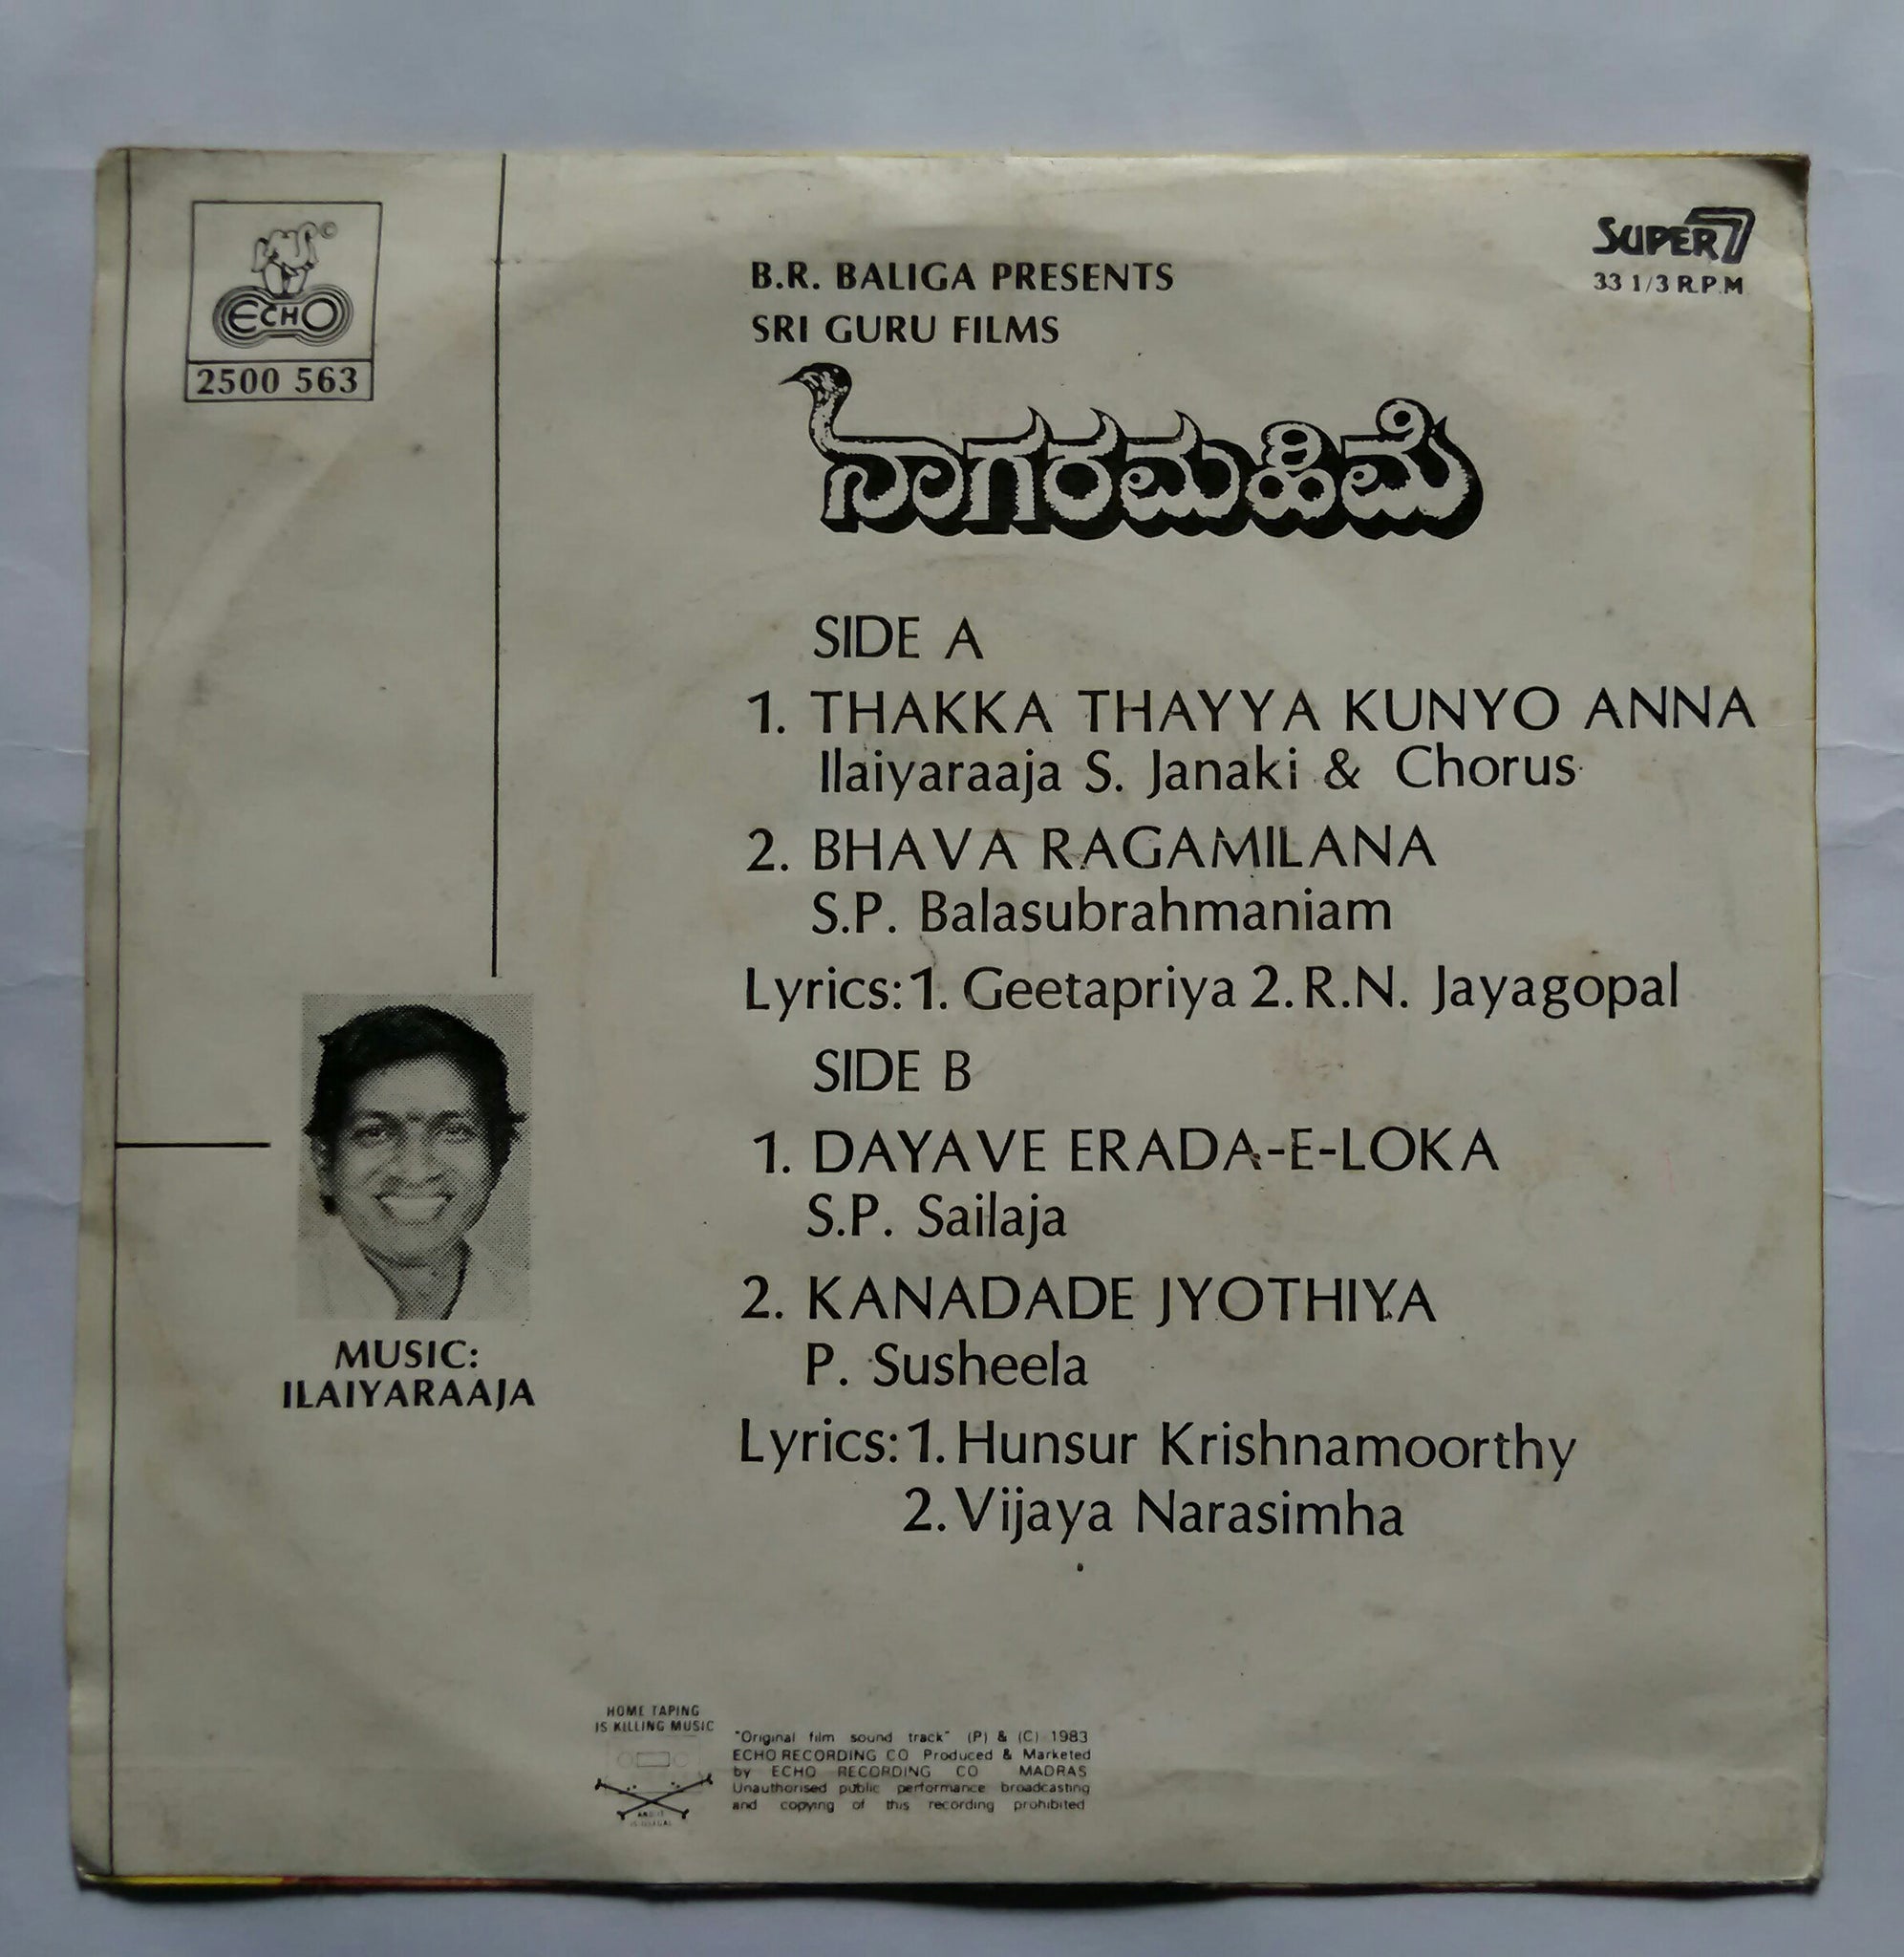 ©
ECHO
2500 563
SUPER 7
33 1/3 R.P.M
B.R. BALIGA PRESENTS
SRI GURU FILMS
ನಾಗರಮಹಿಮೆ
SIDE A
1. THAKKA THAYYA KUNYO ANNA
Ilaiyaraaja S. Janaki & Chorus
2. BHAVA RAGAMILANA
S.P. Balasubrahmaniam
Lyrics: 1. Geetapriya 2. R.N. Jayagopal
SIDE B
1. DAYAVE ERADA-E-LOKA
S.P. Sailaja
2. KANADADE JYOTHIYA
P. Susheela
Lyrics: 1. Hunsur Krishnamoorthy
2. Vijaya Narasimha
MUSIC:
ILAIYARAAJA
HOME TAPING
IS KILLING MUSIC
AND IT
IS ILLEGAL
"Original film sound track" (P) & (C) 1983
ECHO RECORDING CO Produced & Marketed
by ECHO RECORDING CO MADRAS
Unauthorised public performance broadcasting
and copying of this recording prohibited